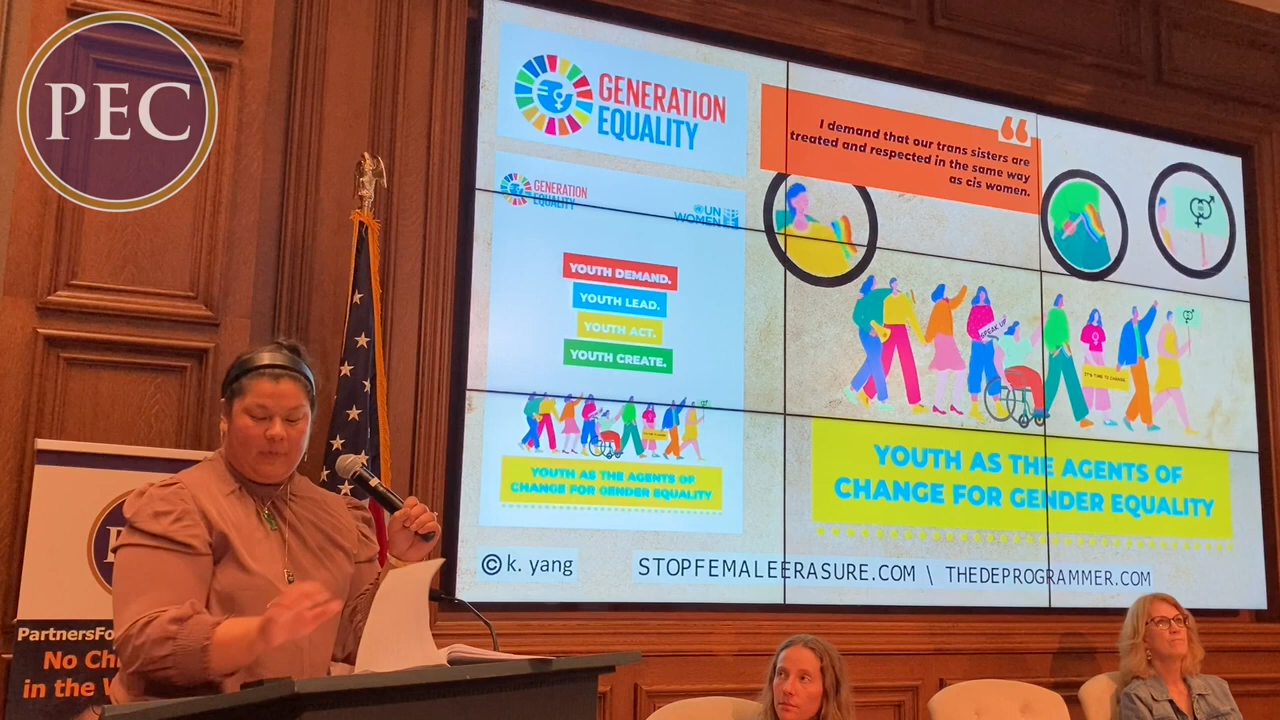 PEC
GENERATION
EQUALITY
GENERATION
EQUALITY
UN
WOMEN
YOUTH DEMAND.
YOUTH LEAD.
YOUTH ACT.
YOUTH CREATE.
YOUTH AS THE AGENTS OF
CHANGE FOR GENDER EQUALITY
I demand that our trans sisters are
treated and respected in the same way
as cis women.
SPEAK UP
IT'S TIME TO CHANGE
YOUTH AS THE AGENTS OF
CHANGE FOR GENDER EQUALITY
© k. yang
STOPFEMALEERASURE.COM \ THEDEPROGRAMMER.COM
PartnersFo
No Ch
in the